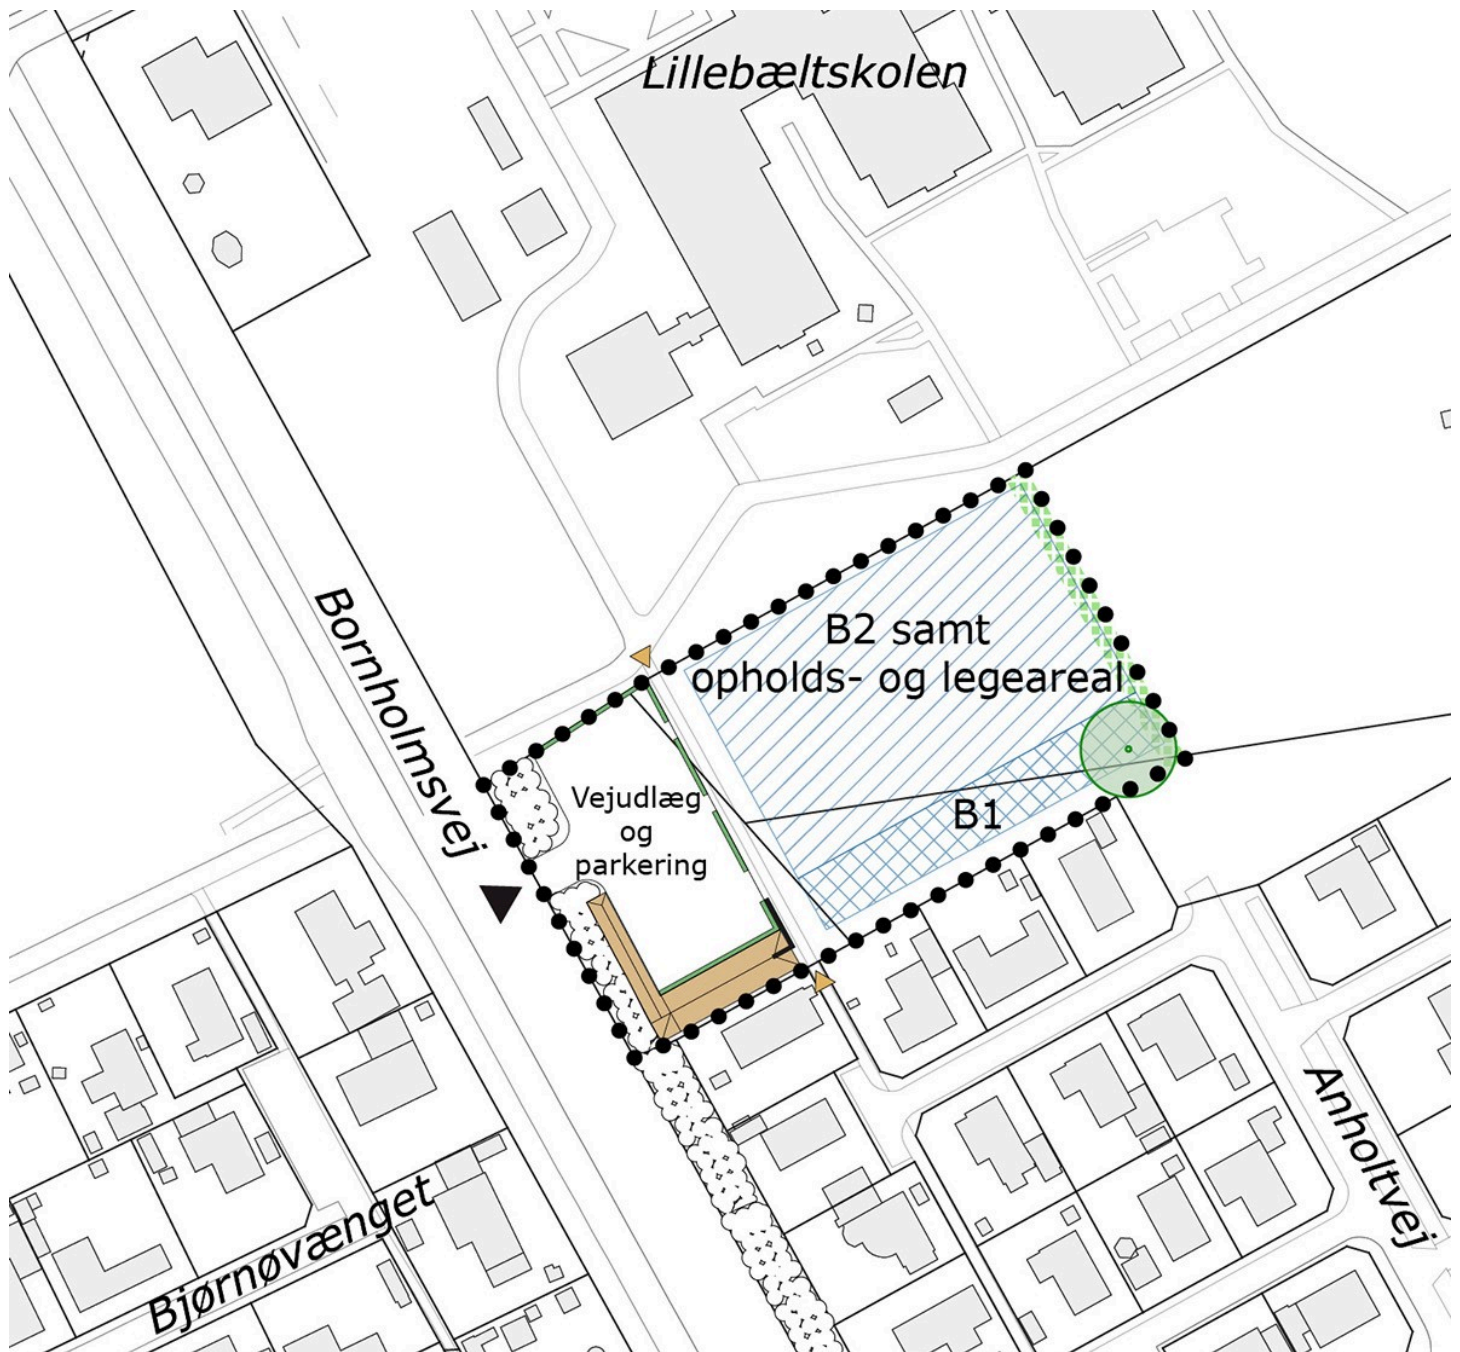 Lillebæltskolen
Bornholmsvej
B2 samt
opholds- og legeareal
Vejudlæg
og
parkering
B1
Anholtvej
Bjørnøvænget